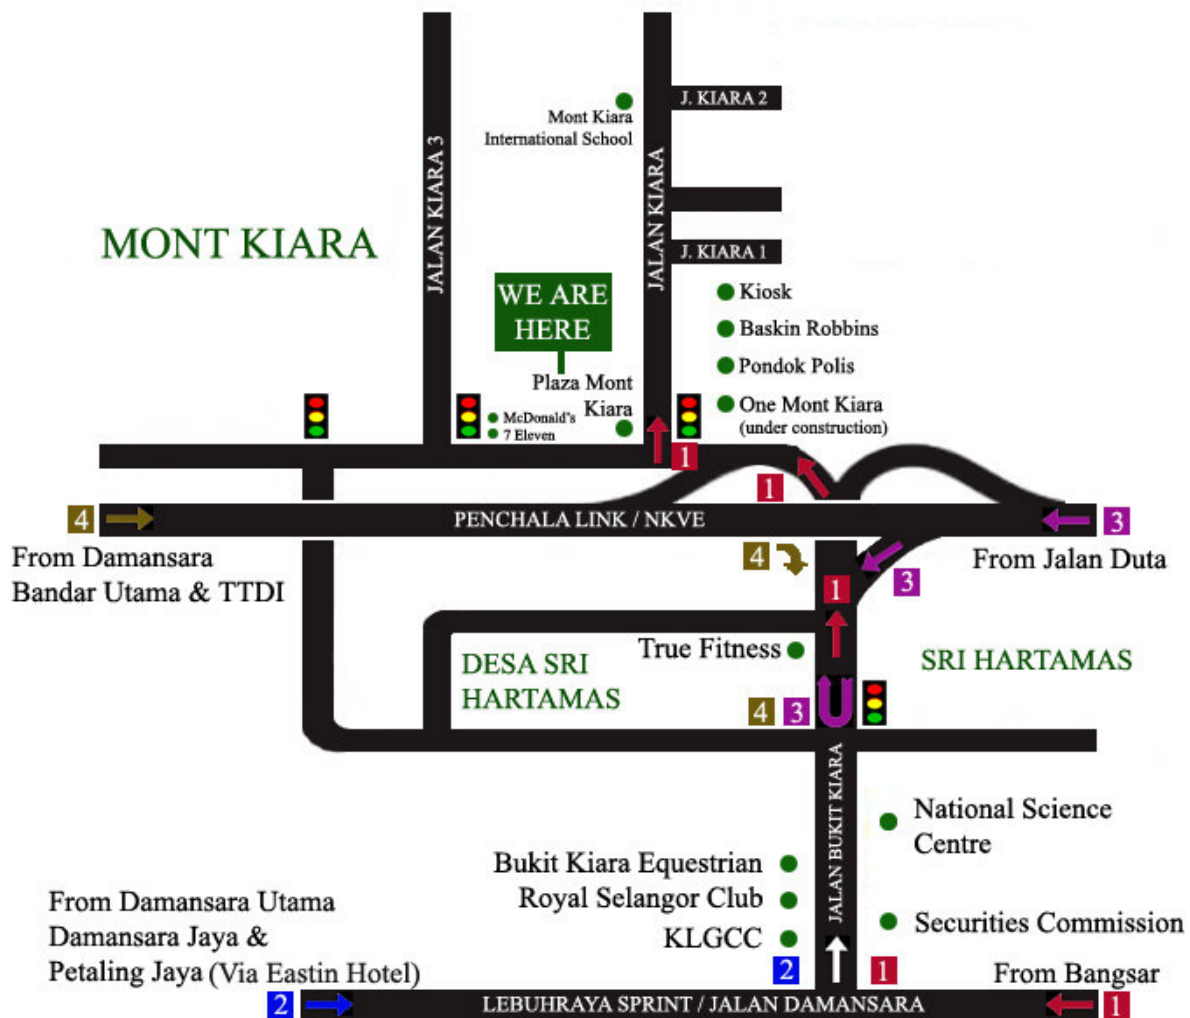 J. KIARA 2
Mont Kiara
International School
JALAN KIARA 3
JALAN KIARA
MONT KIARA
J. KIARA 1
WE ARE
HERE
Kiosk
Baskin Robbins
Pondok Polis
Plaza Mont
Kiara
One Mont Kiara
(under construction)
McDonald's
7 Eleven
1
1
4
PENCHALA LINK / NKVE
3
From Damansara
Bandar Utama & TTDI
4
3
From Jalan Duta
1
True Fitness
DESA SRI
HARTAMAS
SRI HARTAMAS
4
3
JALAN BUKIT KIARA
National Science
Centre
Bukit Kiara Equestrian
Royal Selangor Club
KLGCC
Securities Commission
From Damansara Utama
Damansara Jaya &
Petaling Jaya (Via Eastin Hotel)
2
1
From Bangsar
2
LEBUHRAYA SPRINT / JALAN DAMANSARA
1